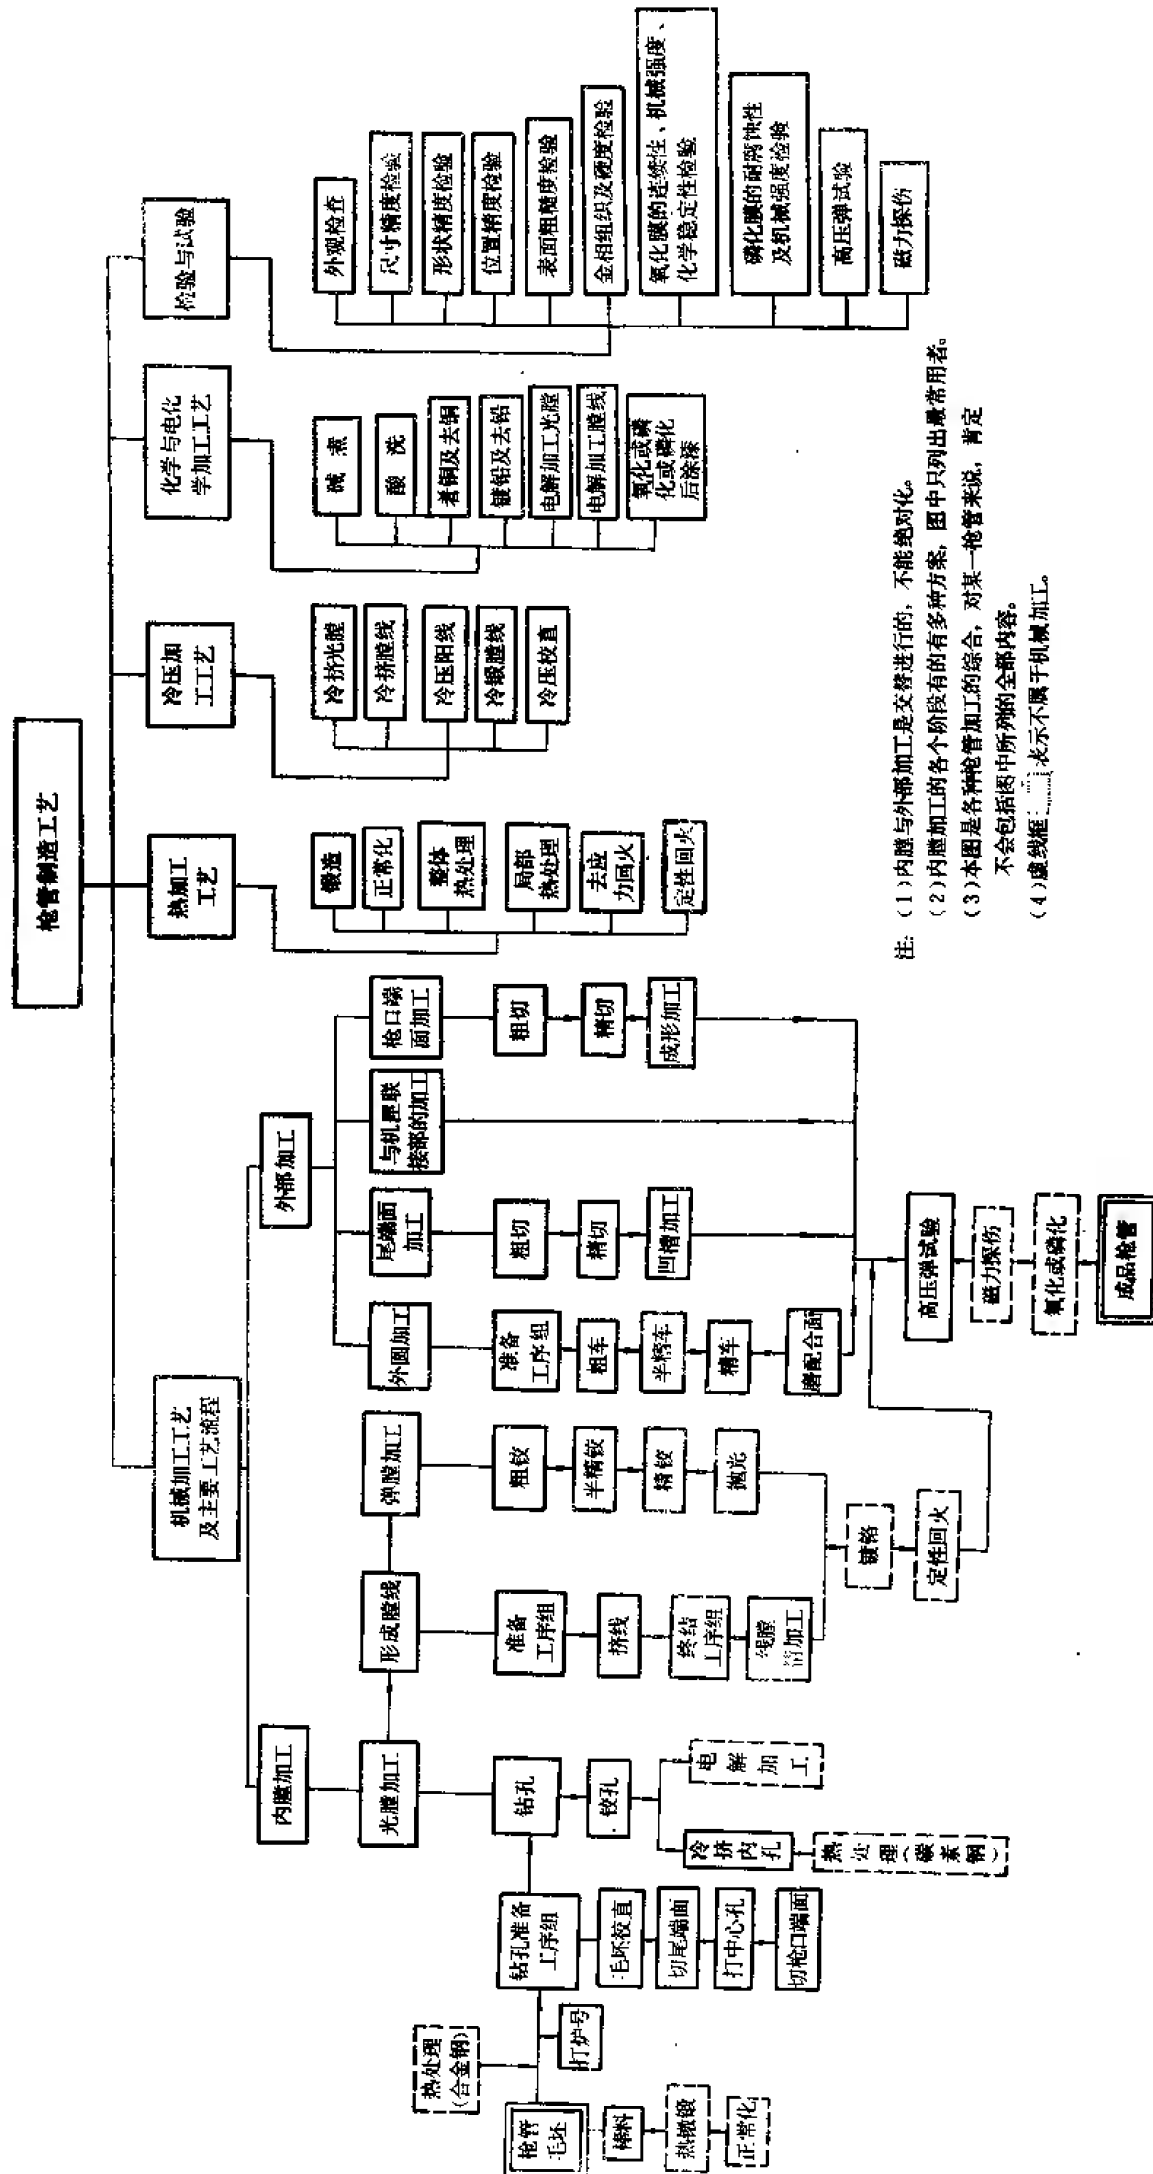 枪管制造工艺
机械加工工艺
及主要工艺流程
热加工
工艺
冷压加
工工艺
化学与电化
学加工工艺
检验与试验
内膛加工
外部加工
光膛加工
形成膛线
弹膛加工
外圆加工
尾端面
加工
与机匣联
接部的加工
枪口端
面加工
锻造
正常化
整体
热处理
局部
热处理
去应
力回火
定性回火
冷挤光膛
冷挤膛线
冷压阳线
冷锻膛线
冷压校直
碱煮
酸洗
着铜及去铜
镀铅及去铅
电解加工光膛
电解加工膛线
氧化或磷
化或磷化
后涂漆
外观检查
尺寸精度检验
形状精度检验
位置精度检验
表面粗糙度检验
金相组织及硬度检验
氧化膜的连续性、机械强度、
化学稳定性检验
磷化膜的耐腐蚀性
及机械强度检验
高压弹试验
磁力探伤
热处理
(合金钢)
枪管
毛坯
打炉号
棒料
热镦锻
正常化
钻孔准备
工序组
毛坯校直
切尾端面
打中心孔
切枪口端面
钻孔
铰孔
冷挤内孔
热处理(碳素钢)
电解加工
准备
工序组
挤线
终结
工序组
线膛
加工
粗铰
半精铰
精铰
抛光
镀铬
定性回火
准备
工序组
粗车
半精车
精车
磨配合面
粗切
精切
凹槽加工
粗切
精切
成形加工
高压弹试验
磁力探伤
氧化或磷化
成品枪管
注:(1)内膛与外部加工是交替进行的,不能绝对化。
(2)内膛加工的各个阶段有的有多种方案,图中只列出最常用者。
(3)本图是各种枪管加工的综合,对某一枪管来说,肯定
不会包括图中所列的全部内容。
(4)虚线框表示不属于机械加工。